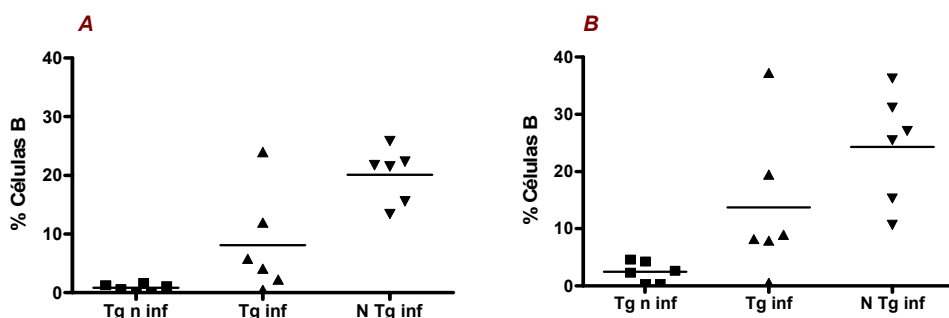 A
% Células B
40
30
20
10
0
Tg n inf
Tg inf
N Tg inf
B
% Células B
40
30
20
10
0
Tg n inf
Tg inf
N Tg inf